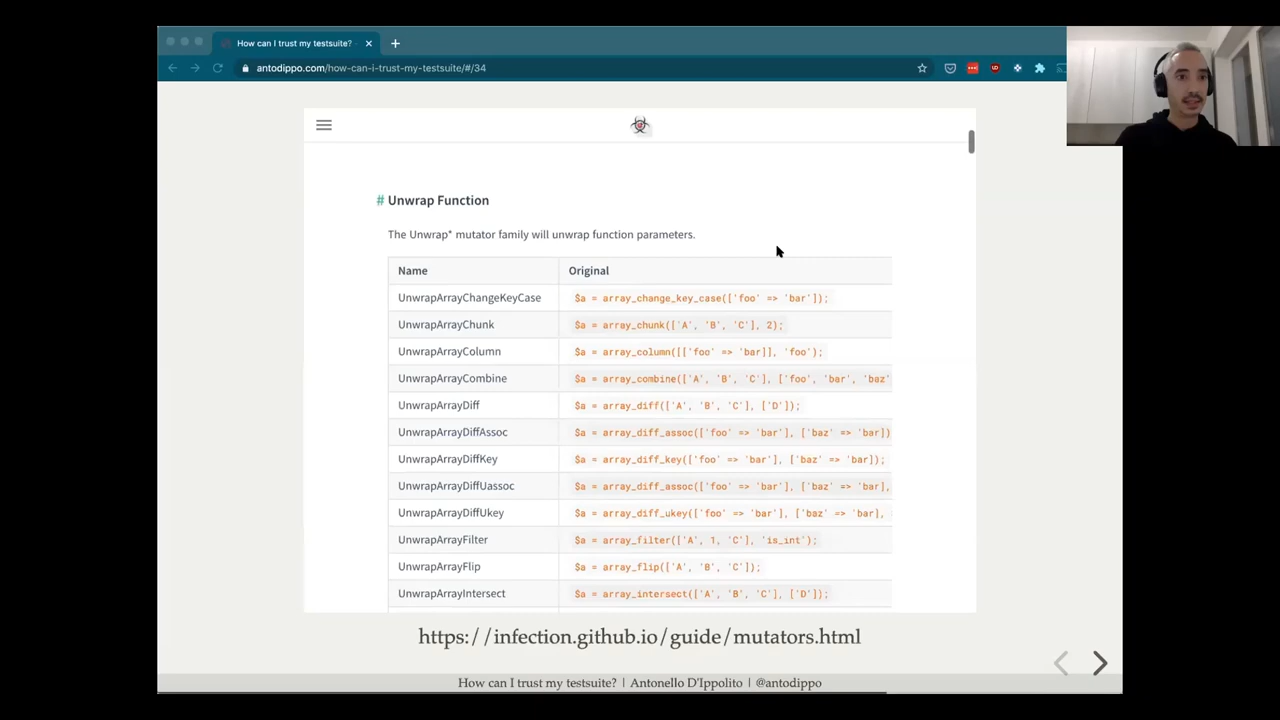 How can I trust my testsuite?
antodippo.com/how-can-i-trust-my-testsuite/#/34
# Unwrap Function
The Unwrap* mutator family will unwrap function parameters.
Name Original
UnwrapArrayChangeKeyCase $a = array_change_key_case(['foo' => 'bar']);
UnwrapArrayChunk $a = array_chunk(['A', 'B', 'C'], 2);
UnwrapArrayColumn $a = array_column([['foo' => 'bar]], 'foo');
UnwrapArrayCombine $a = array_combine(['A', 'B', 'C'], ['foo', 'bar', 'baz'
UnwrapArrayDiff $a = array_diff(['A', 'B', 'C'], ['D']);
UnwrapArrayDiffAssoc $a = array_diff_assoc(['foo' => 'bar'], ['baz' => 'bar])
UnwrapArrayDiffKey $a = array_diff_key(['foo' => 'bar'], ['baz' => 'bar]);
UnwrapArrayDiffUassoc $a = array_diff_assoc(['foo' => 'bar'], ['baz' => 'bar],
UnwrapArrayDiffUkey $a = array_diff_ukey(['foo' => 'bar'], ['baz' => 'bar],
UnwrapArrayFilter $a = array_filter(['A', 1, 'C'], 'is_int');
UnwrapArrayFlip $a = array_flip(['A', 'B', 'C']);
UnwrapArrayIntersect $a = array_intersect(['A', 'B', 'C'], ['D']);
https://infection.github.io/guide/mutators.html
How can I trust my testsuite? | Antonello D'Ippolito | @antodippo